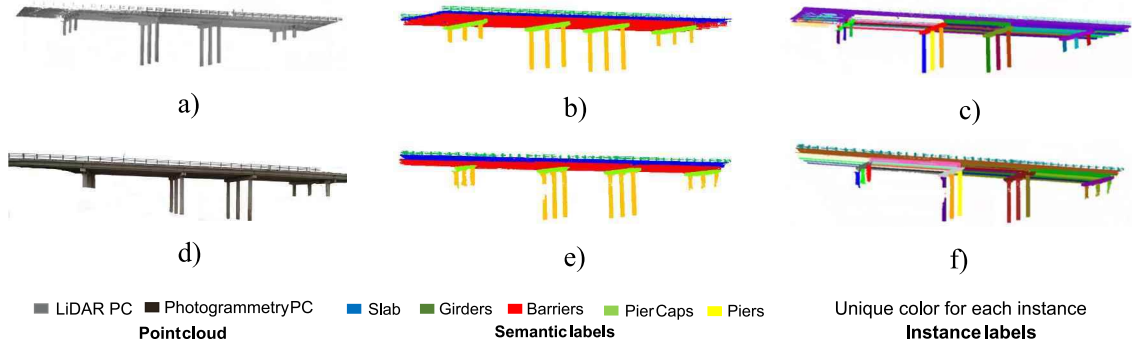 a)
b)
c)
d)
e)
f)
LiDAR PC PhotogrammetryPC Slab Girders Barriers PierCaps Piers Unique color for each instance
Pointcloud Semantic labels Instance labels